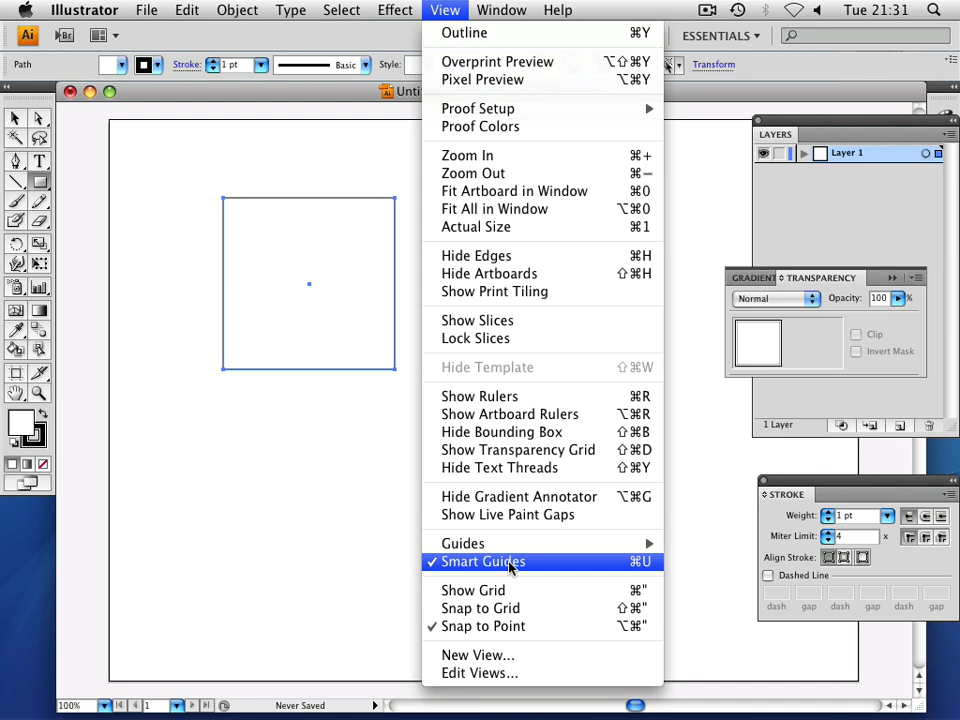 Illustrator File Edit Object Type Select Effect View Window Help Tue 21:31
Ai Br ESSENTIALS
Path Stroke: 1 pt Basic Style: Transform
Outline ⌘Y
Overprint Preview ⌥⇧⌘Y
Pixel Preview ⌥⌘Y
Proof Setup
Proof Colors
Zoom In ⌘+
Zoom Out ⌘−
Fit Artboard in Window ⌘0
Fit All in Window ⌥⌘0
Actual Size ⌘1
Hide Edges ⌘H
Hide Artboards ⇧⌘H
Show Print Tiling
Show Slices
Lock Slices
Hide Template ⇧⌘W
Show Rulers ⌘R
Show Artboard Rulers ⌥⌘R
Hide Bounding Box ⇧⌘B
Show Transparency Grid ⇧⌘D
Hide Text Threads ⇧⌘Y
Hide Gradient Annotator ⌥⌘G
Show Live Paint Gaps
Guides
✓ Smart Guides ⌘U
Show Grid ⌘"
Snap to Grid ⇧⌘"
✓ Snap to Point ⌥⌘"
New View...
Edit Views...
LAYERS
Layer 1
GRADIENT TRANSPARENCY
Normal Opacity: 100 %
Clip
Invert Mask
1 Layer
STROKE
Weight: 1 pt
Miter Limit: 4 x
Align Stroke:
Dashed Line
dash gap dash gap dash gap
100% 1 Never Saved